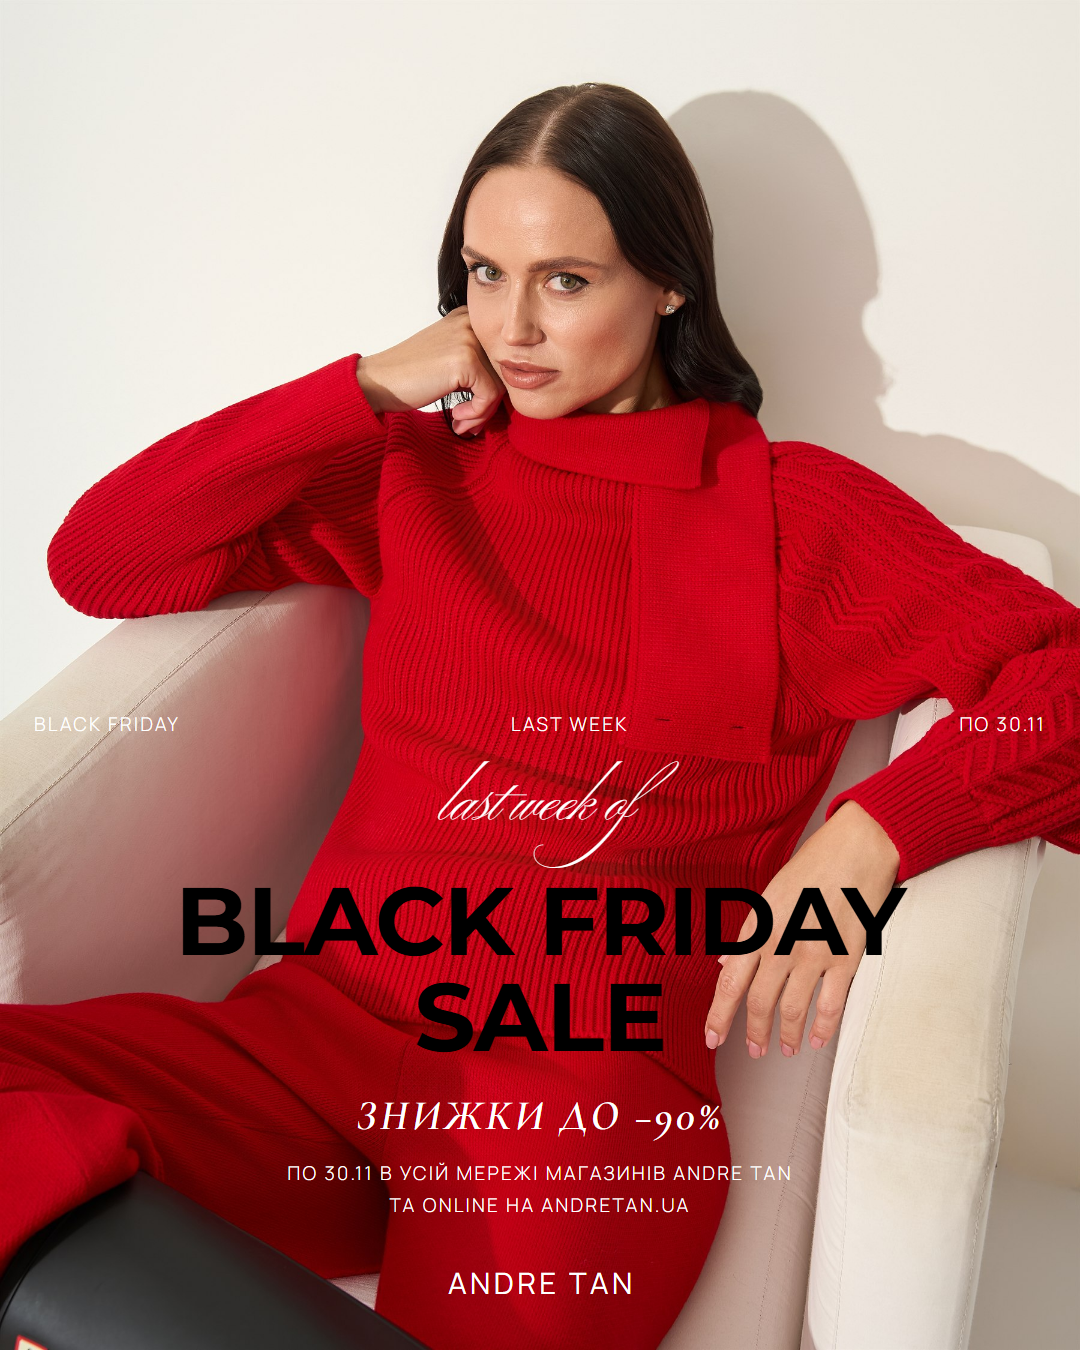 BLACK FRIDAY
LAST WEEK
ПО 30.11
last week of
BLACK FRIDAY
SALE
ЗНИЖКИ ДО –90%
ПО 30.11 В УСІЙ МЕРЕЖІ МАГАЗИНІВ ANDRE TAN
ТА ONLINE НА ANDRETAN.UA
ANDRE TAN